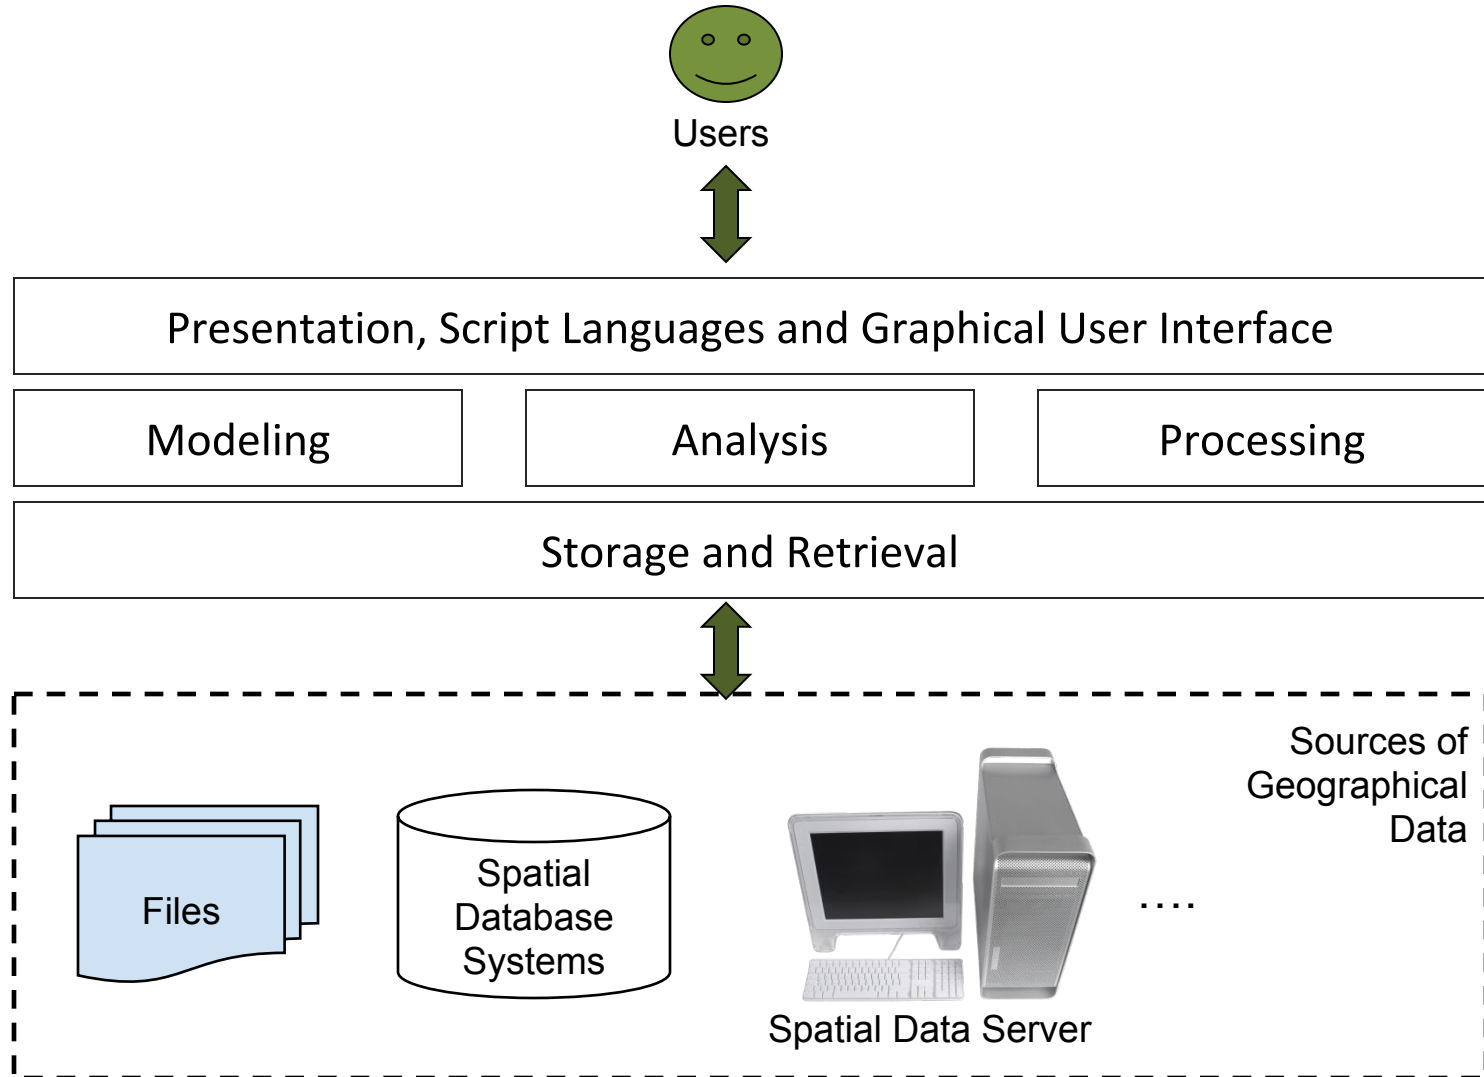 Users
Presentation, Script Languages and Graphical User Interface
Modeling
Analysis
Processing
Storage and Retrieval
Sources of
Geographical
Data
Files
Spatial
Database
Systems
....
Spatial Data Server